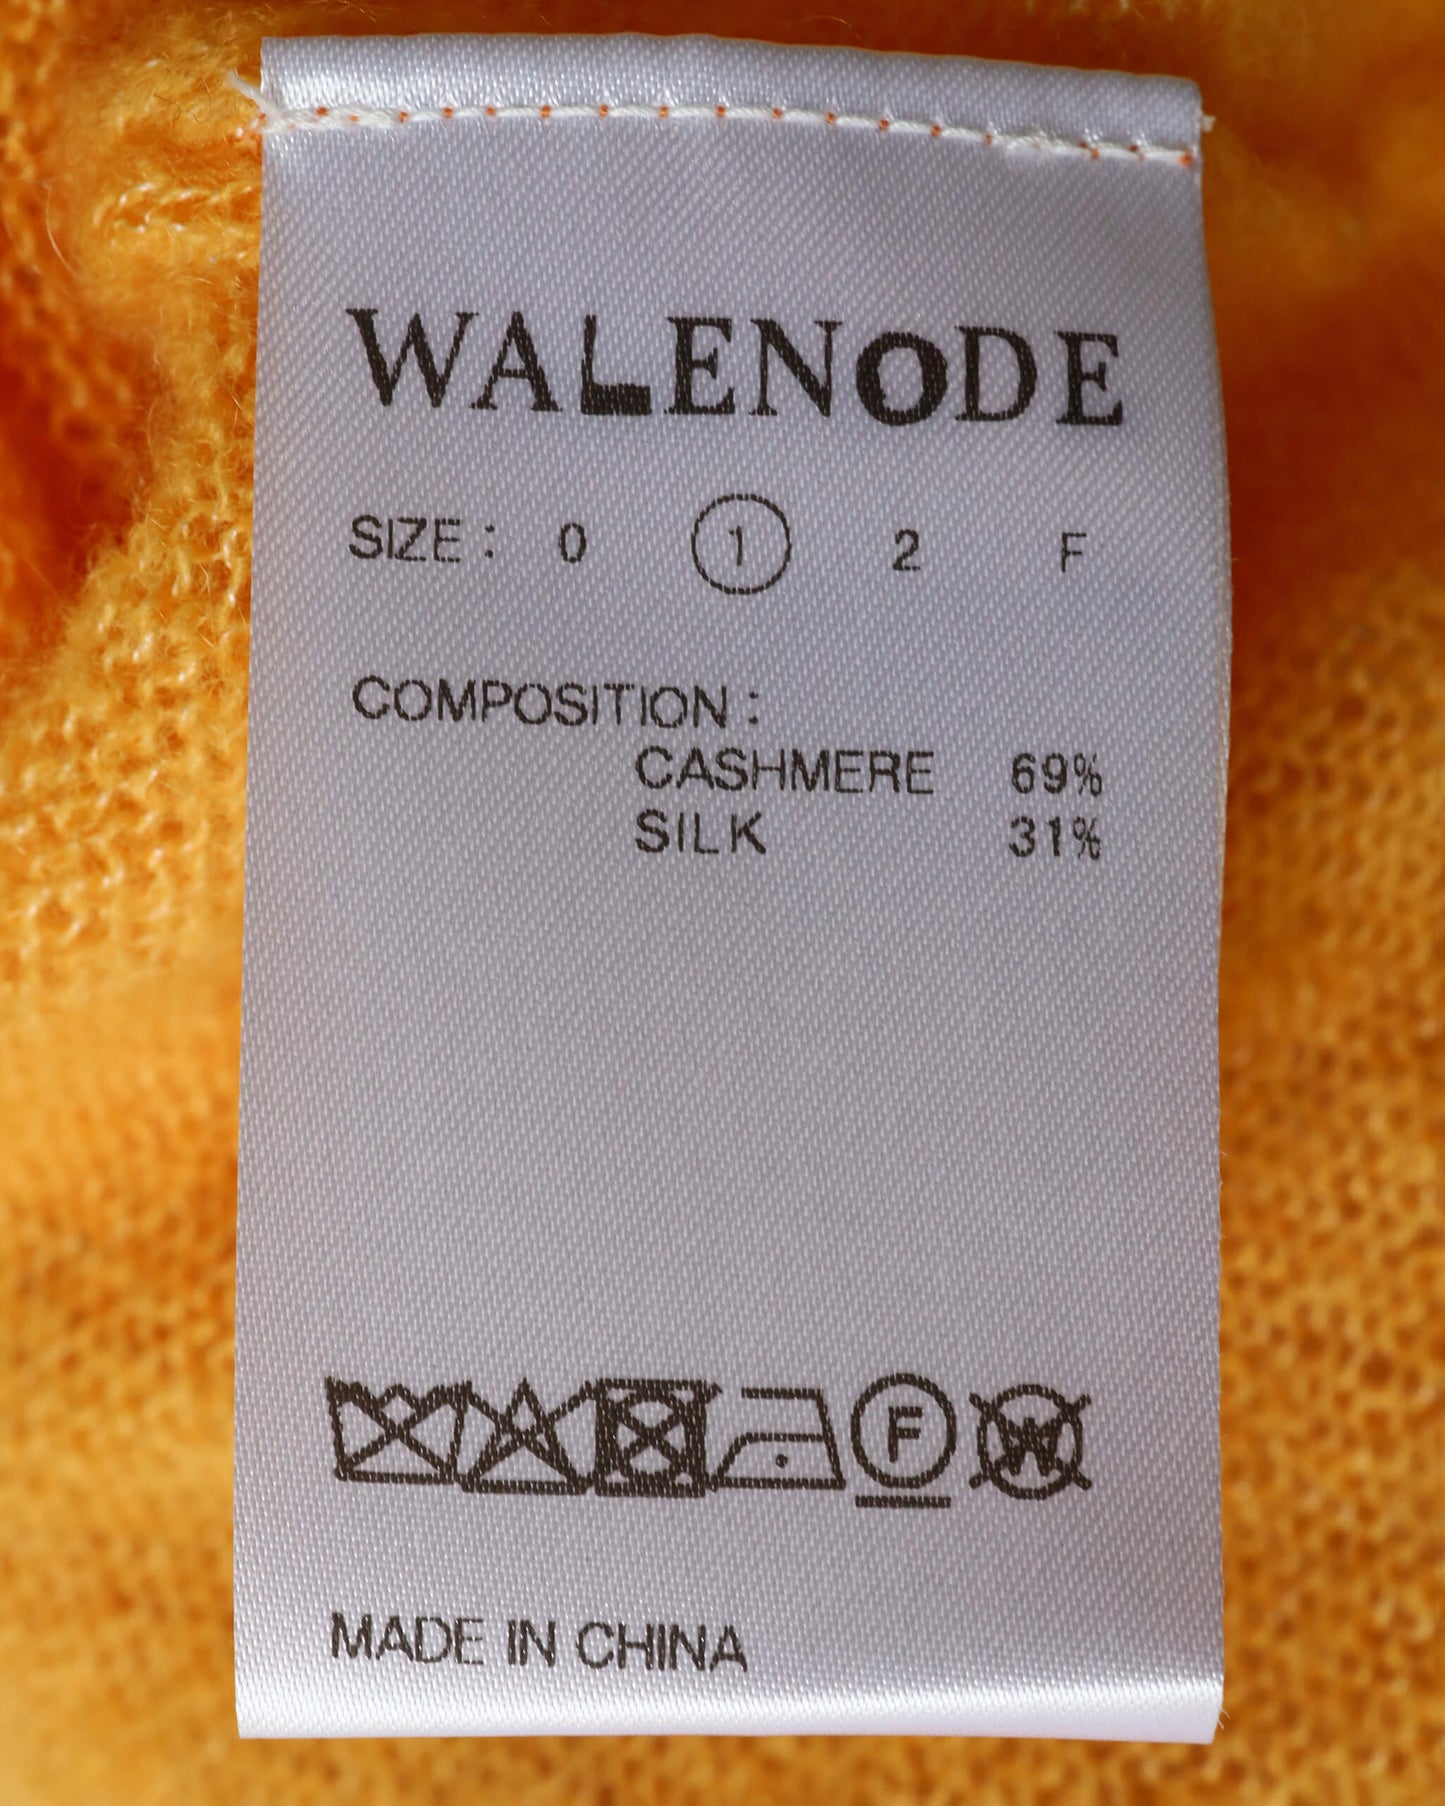 WALENODE
SIZE : 0 1 2 F
COMPOSITION :
CASHMERE 69%
SILK 31%
F W
MADE IN CHINA